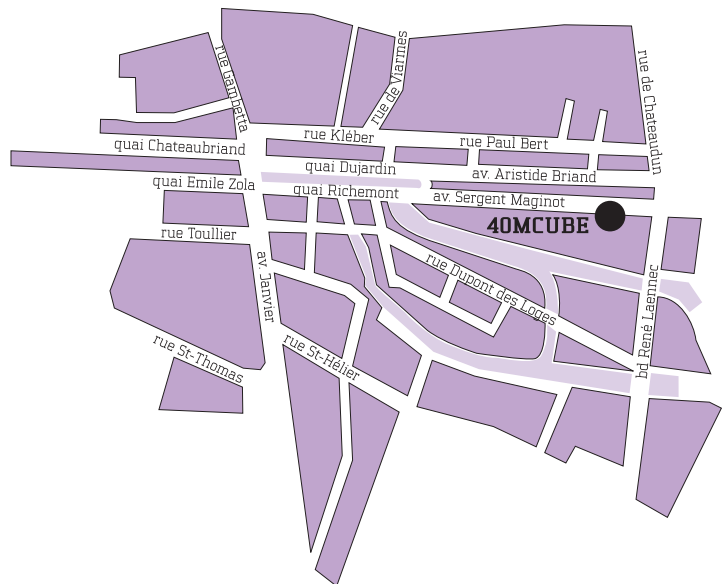 rue Gambetta
rue de Viarmes
rue de Chateaudun
rue Kléber
rue Paul Bert
quai Chateaubriand
quai Dujardin
av. Aristide Briand
quai Emile Zola
quai Richemont
av. Sergent Maginot
40MCUBE
rue Toullier
av. Janvier
rue Dupont des Loges
bd René Laennec
rue St-Thomas
rue St-Hélier